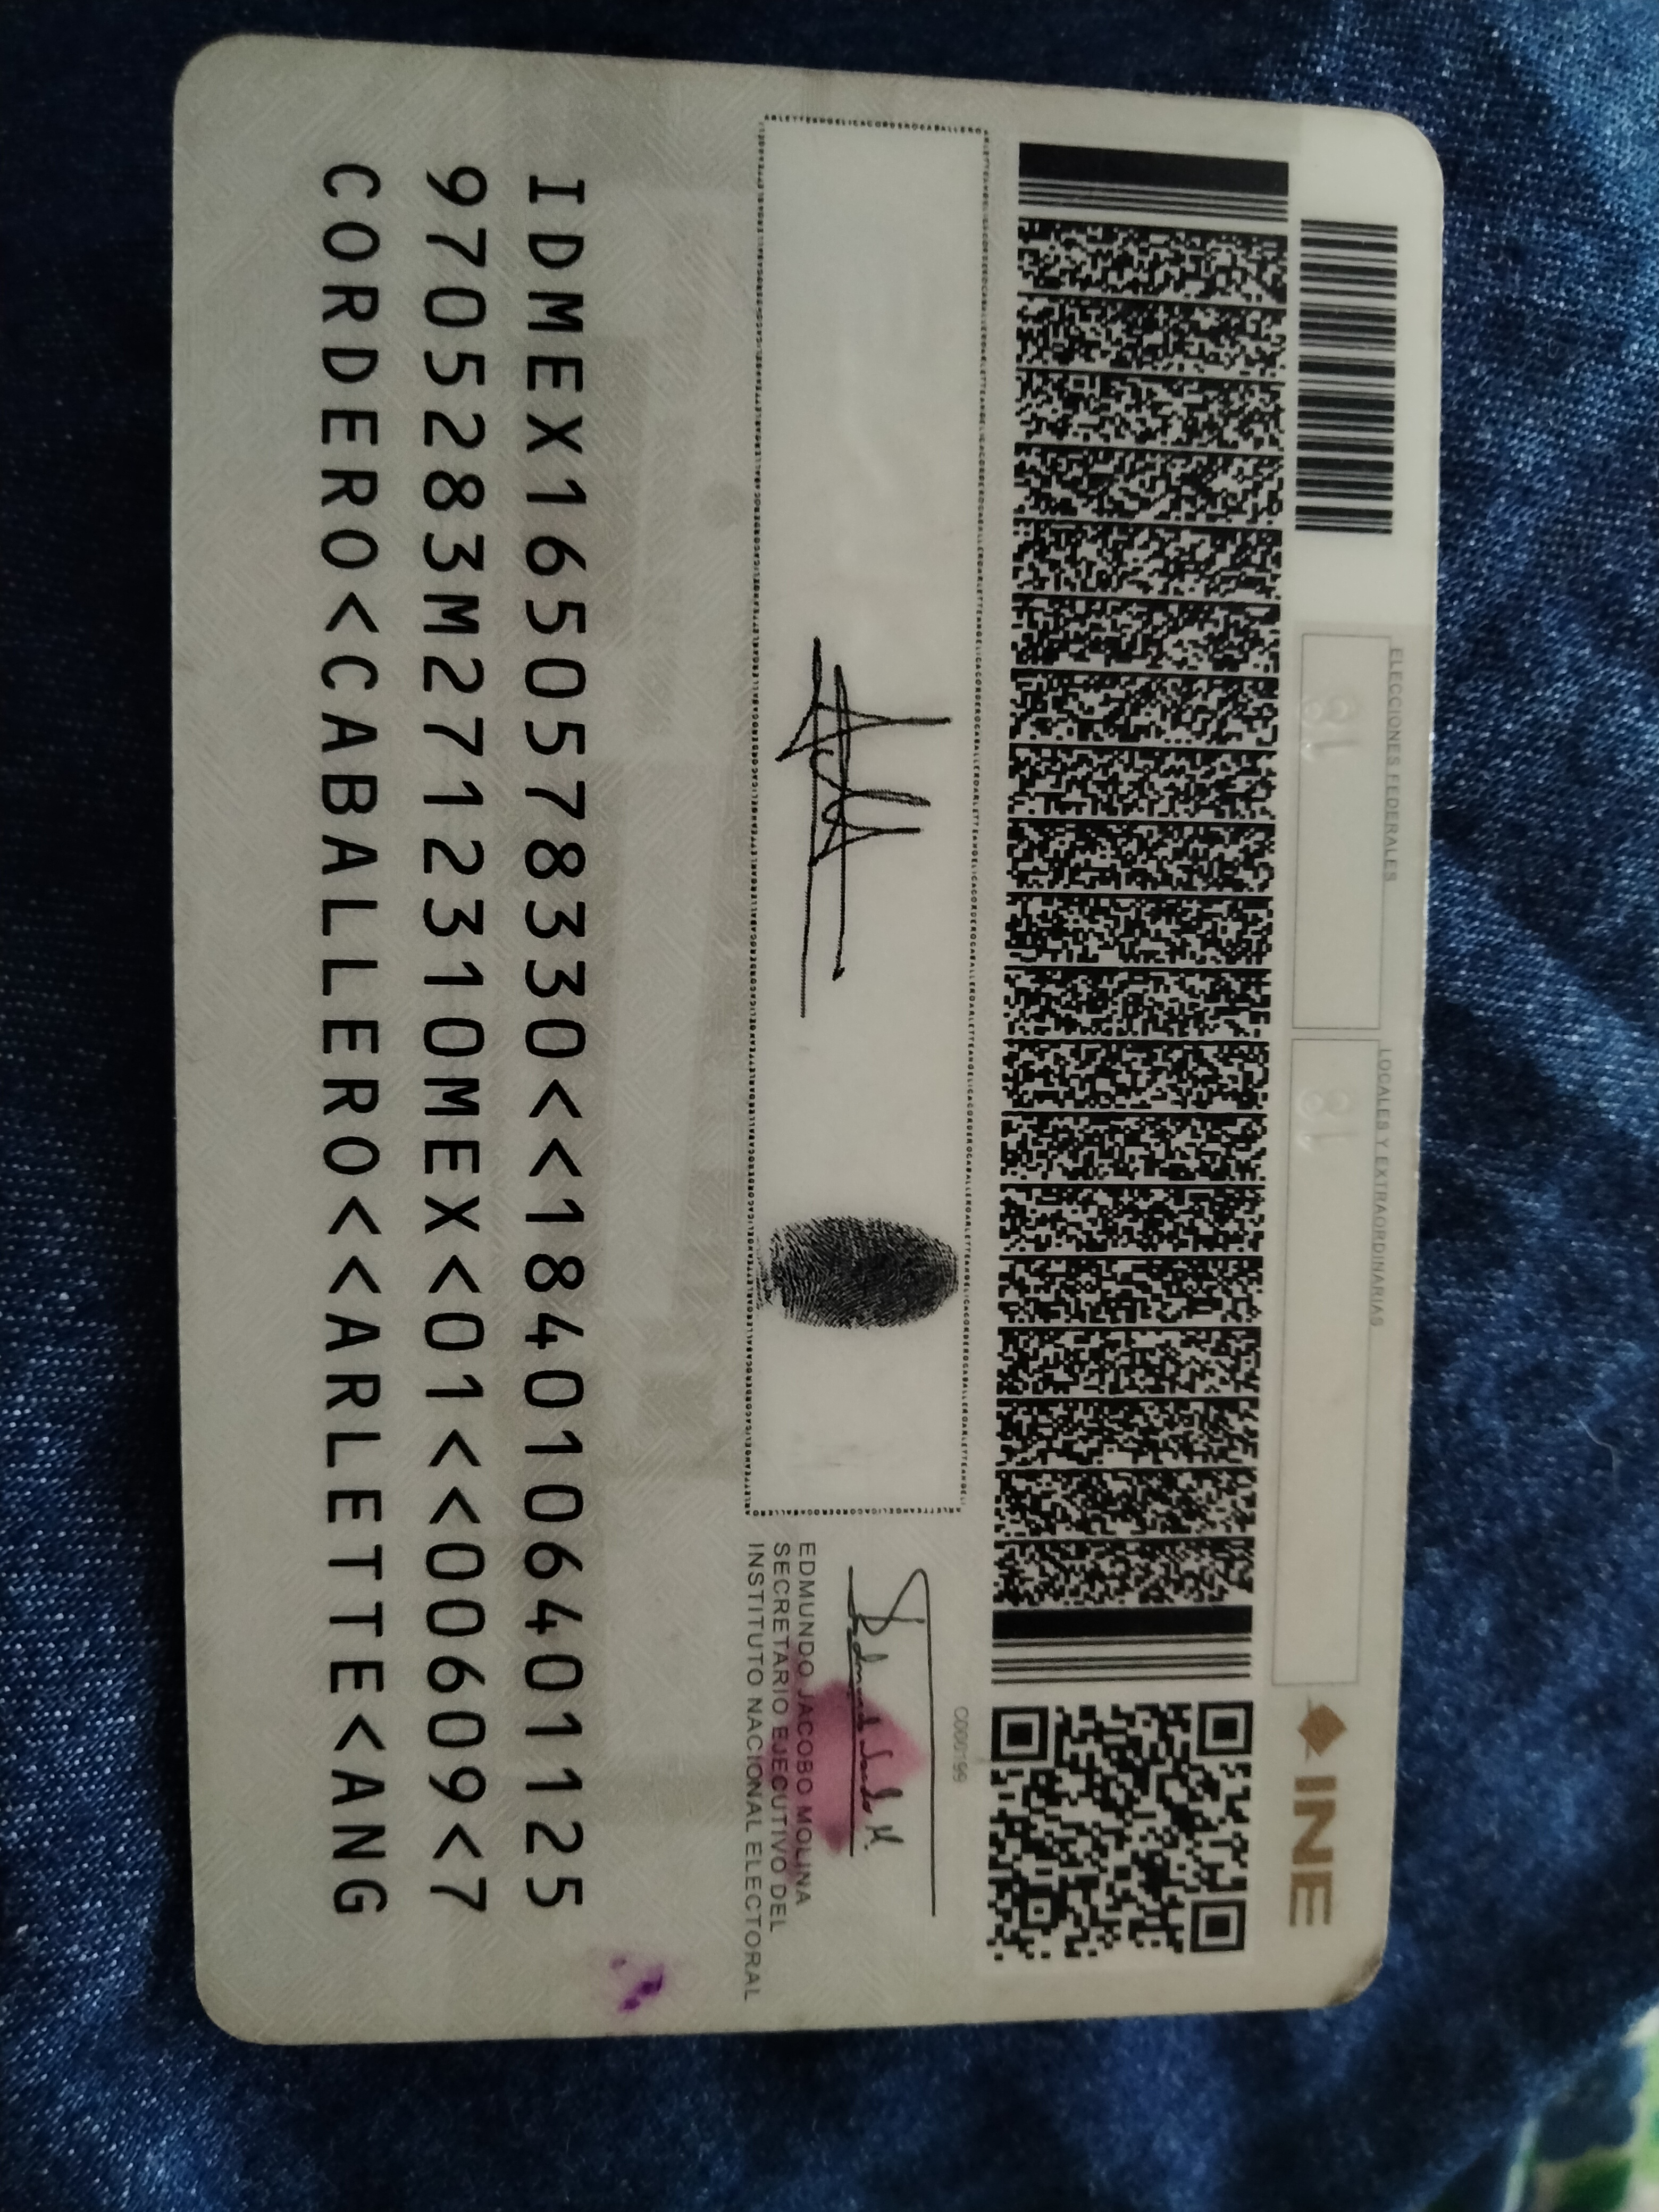 ELECCIONES FEDERALES
LOCALES Y EXTRAORDINARIAS
INE
18
18
C000199
EDMUNDO JACOBO MOLINA
SECRETARIO EJECUTIVO DEL
INSTITUTO NACIONAL ELECTORAL
IDMEX1650578330<<1840106401125
9705283M2712310MEX<01<<00609<7
CORDERO<CABALLERO<<ARLETTE<ANG